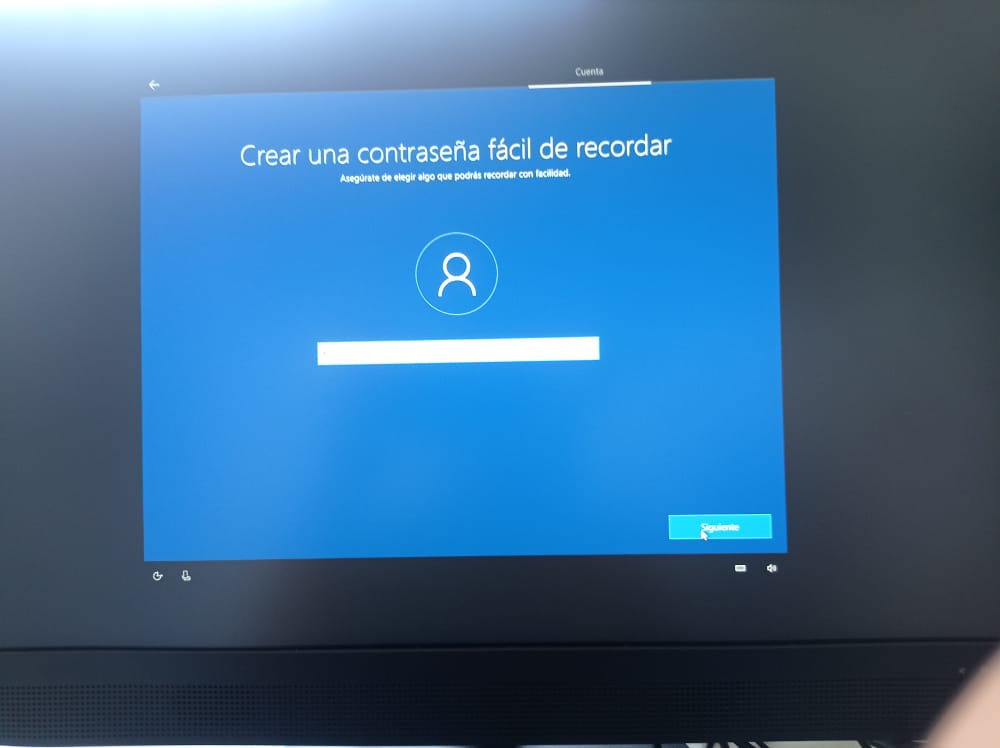 Cuenta
Crear una contraseña fácil de recordar
Asegúrate de elegir algo que podrás recordar con facilidad.
Siguiente